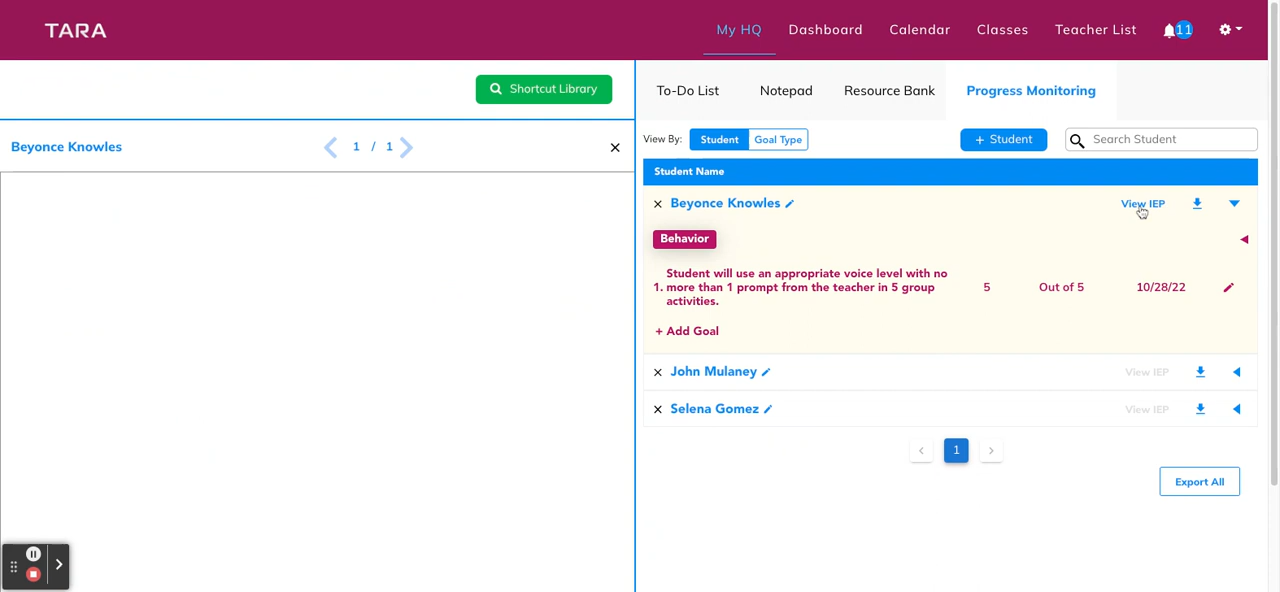 TARA
My HQ Dashboard Calendar Classes Teacher List 11
Shortcut Library
Beyonce Knowles 1 / 1
To-Do List Notepad Resource Bank Progress Monitoring
View By: Student Goal Type + Student Search Student
Student Name
Beyonce Knowles View IEP
Behavior
Student will use an appropriate voice level with no
1. more than 1 prompt from the teacher in 5 group 5 Out of 5 10/28/22
activities.
+ Add Goal
John Mulaney View IEP
Selena Gomez View IEP
1
Export All